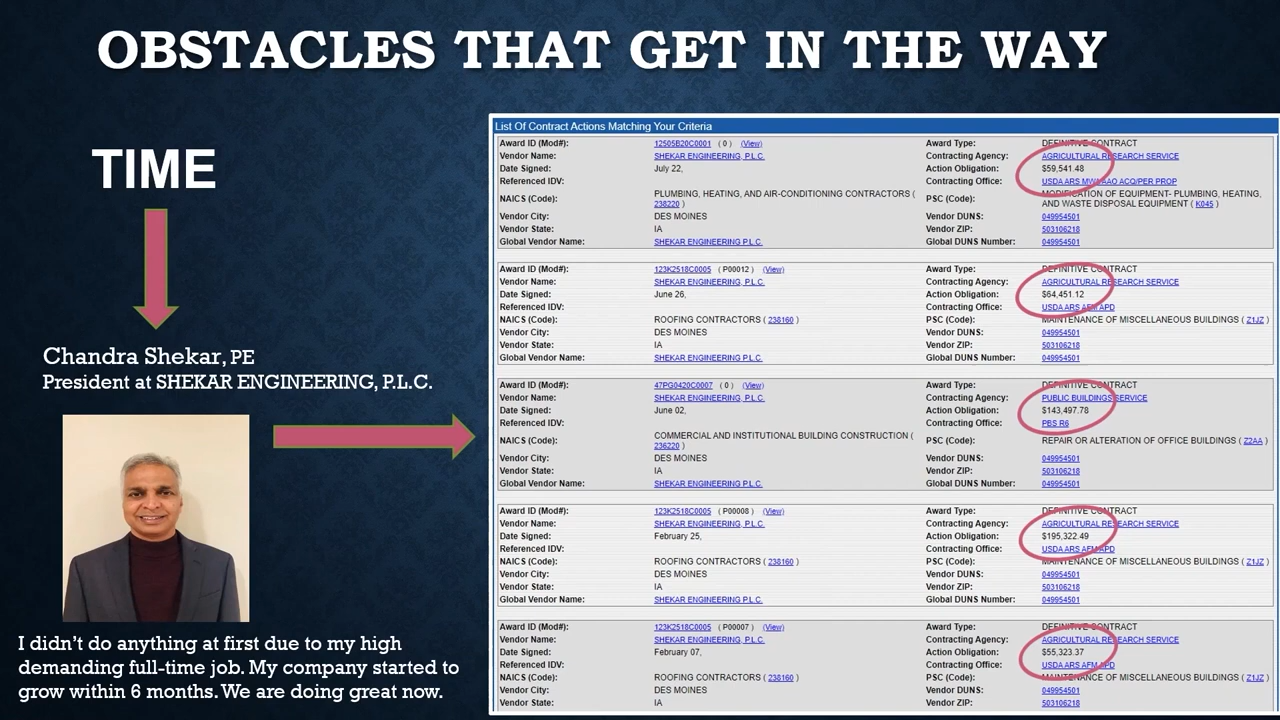 OBSTACLES THAT GET IN THE WAY
TIME
Chandra Shekar, PE
President at SHEKAR ENGINEERING, P.L.C.
I didn't do anything at first due to my high
demanding full-time job. My company started to
grow within 6 months. We are doing great now.
List Of Contract Actions Matching Your Criteria
Award ID (Mod#): 12505B20C0001 ( 0 ) (View) Award Type: DEFINITIVE CONTRACT
Vendor Name: SHEKAR ENGINEERING, P.L.C. Contracting Agency: AGRICULTURAL RESEARCH SERVICE
Date Signed: July 22, Action Obligation: $59,541.48
Referenced IDV: Contracting Office: USDA ARS MWA AAO ACQ/PER PROP
NAICS (Code): PLUMBING, HEATING, AND AIR-CONDITIONING CONTRACTORS ( 238220 ) PSC (Code): MODIFICATION OF EQUIPMENT- PLUMBING, HEATING, AND WASTE DISPOSAL EQUIPMENT ( K045 )
Vendor City: DES MOINES Vendor DUNS: 049954501
Vendor State: IA Vendor ZIP: 503106218
Global Vendor Name: SHEKAR ENGINEERING P.L.C. Global DUNS Number: 049954501
Award ID (Mod#): 123K2518C0005 ( P00012 ) (View) Award Type: DEFINITIVE CONTRACT
Vendor Name: SHEKAR ENGINEERING, P.L.C. Contracting Agency: AGRICULTURAL RESEARCH SERVICE
Date Signed: June 26, Action Obligation: $64,451.12
Referenced IDV: Contracting Office: USDA ARS AFM APD
NAICS (Code): ROOFING CONTRACTORS ( 238160 ) PSC (Code): MAINTENANCE OF MISCELLANEOUS BUILDINGS ( Z1JZ )
Vendor City: DES MOINES Vendor DUNS: 049954501
Vendor State: IA Vendor ZIP: 503106218
Global Vendor Name: SHEKAR ENGINEERING P.L.C. Global DUNS Number: 049954501
Award ID (Mod#): 47PG0420C0007 ( 0 ) (View) Award Type: DEFINITIVE CONTRACT
Vendor Name: SHEKAR ENGINEERING, P.L.C. Contracting Agency: PUBLIC BUILDINGS SERVICE
Date Signed: June 02, Action Obligation: $143,497.78
Referenced IDV: Contracting Office: PBS R6
NAICS (Code): COMMERCIAL AND INSTITUTIONAL BUILDING CONSTRUCTION ( 236220 ) PSC (Code): REPAIR OR ALTERATION OF OFFICE BUILDINGS ( Z2AA )
Vendor City: DES MOINES Vendor DUNS: 049954501
Vendor State: IA Vendor ZIP: 503106218
Global Vendor Name: SHEKAR ENGINEERING P.L.C. Global DUNS Number: 049954501
Award ID (Mod#): 123K2518C0005 ( P00008 ) (View) Award Type: DEFINITIVE CONTRACT
Vendor Name: SHEKAR ENGINEERING, P.L.C. Contracting Agency: AGRICULTURAL RESEARCH SERVICE
Date Signed: February 25, Action Obligation: $195,322.49
Referenced IDV: Contracting Office: USDA ARS AFM APD
NAICS (Code): ROOFING CONTRACTORS ( 238160 ) PSC (Code): MAINTENANCE OF MISCELLANEOUS BUILDINGS ( Z1JZ )
Vendor City: DES MOINES Vendor DUNS: 049954501
Vendor State: IA Vendor ZIP: 503106218
Global Vendor Name: SHEKAR ENGINEERING P.L.C. Global DUNS Number: 049954501
Award ID (Mod#): 123K2518C0005 ( P00007 ) (View) Award Type: DEFINITIVE CONTRACT
Vendor Name: SHEKAR ENGINEERING, P.L.C. Contracting Agency: AGRICULTURAL RESEARCH SERVICE
Date Signed: February 07, Action Obligation: $55,323.37
Referenced IDV: Contracting Office: USDA ARS AFM APD
NAICS (Code): ROOFING CONTRACTORS ( 238160 ) PSC (Code): MAINTENANCE OF MISCELLANEOUS BUILDINGS ( Z1JZ )
Vendor City: DES MOINES Vendor DUNS: 049954501
Vendor State: IA Vendor ZIP: 503106218